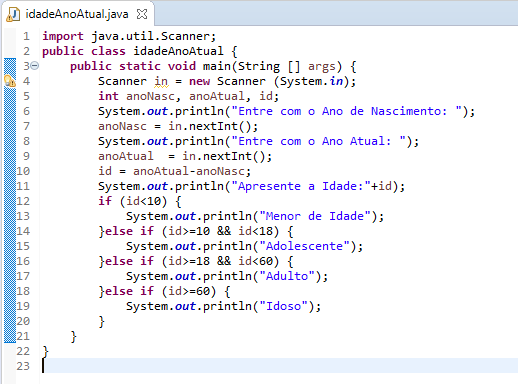 idadeAnoAtual.java
1 import java.util.Scanner;
2 public class idadeAnoAtual {
3     public static void main(String [] args) {
4         Scanner in = new Scanner (System.in);
5         int anoNasc, anoAtual, id;
6         System.out.println("Entre com o Ano de Nascimento: ");
7         anoNasc = in.nextInt();
8         System.out.println("Entre com o Ano Atual: ");
9         anoAtual  = in.nextInt();
10         id = anoAtual-anoNasc;
11         System.out.println("Apresente a Idade:"+id);
12         if (id<10) {
13             System.out.println("Menor de Idade");
14         }else if (id>=10 && id<18) {
15             System.out.println("Adolescente");
16         }else if (id>=18 && id<60) {
17             System.out.println("Adulto");
18         }else if (id>=60) {
19             System.out.println("Idoso");
20         }
21     }
22 }
23